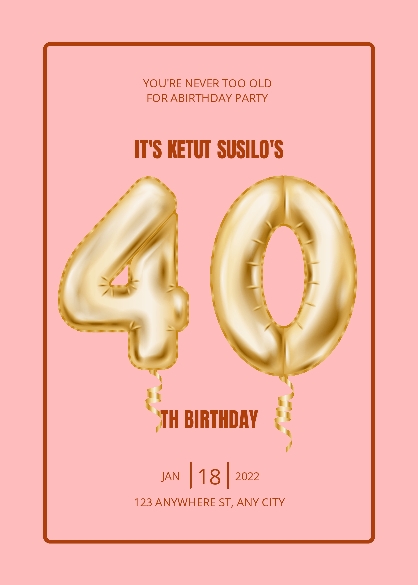 YOU'RE NEVER TOO OLD
FOR ABIRTHDAY PARTY
IT'S KETUT SUSILO'S
40
TH BIRTHDAY
JAN 18 2022
123 ANYWHERE ST, ANY CITY